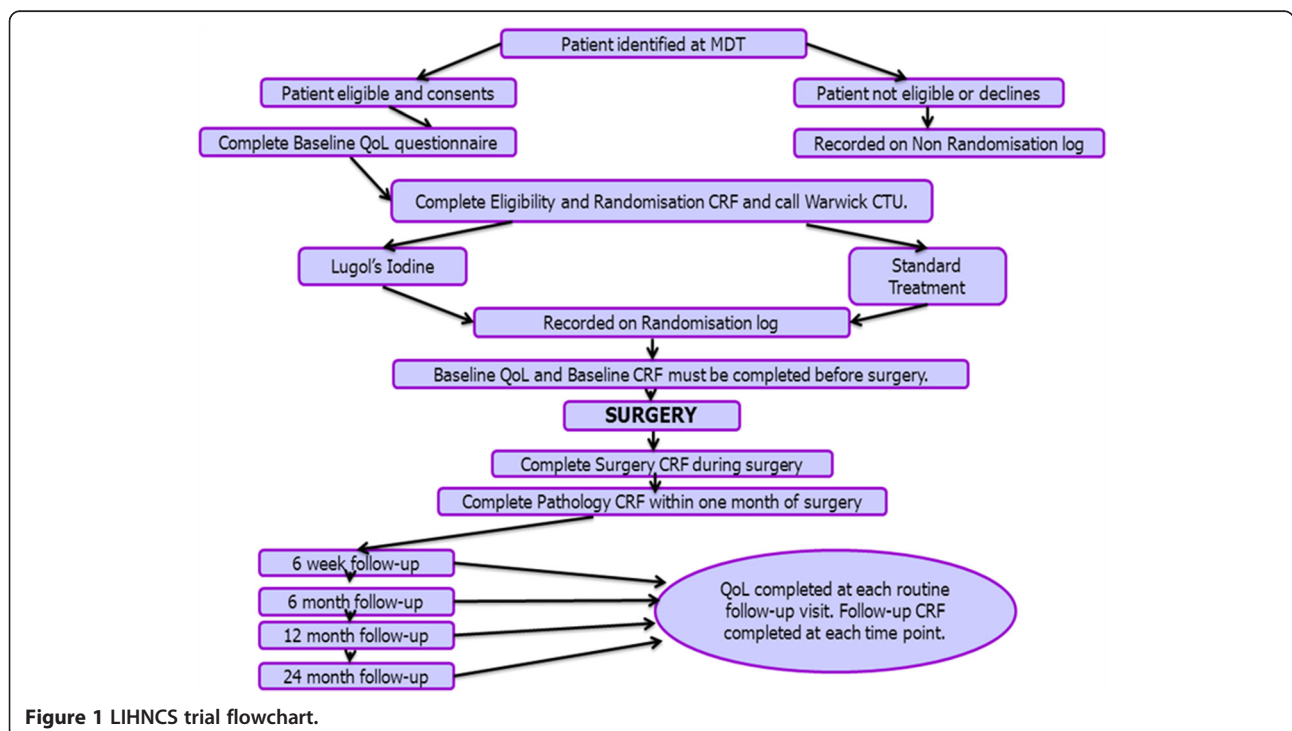 Patient identified at MDT
Patient eligible and consents
Patient not eligible or declines
Complete Baseline QoL questionnaire
Recorded on Non Randomisation log
Complete Eligibility and Randomisation CRF and call Warwick CTU.
Lugol's Iodine
Standard
Treatment
Recorded on Randomisation log
Baseline QoL and Baseline CRF must be completed before surgery.
SURGERY
Complete Surgery CRF during surgery
Complete Pathology CRF within one month of surgery
6 week follow-up
6 month follow-up
12 month follow-up
24 month follow-up
QoL completed at each routine
follow-up visit. Follow-up CRF
completed at each time point.
Figure 1 LIHNCS trial flowchart.